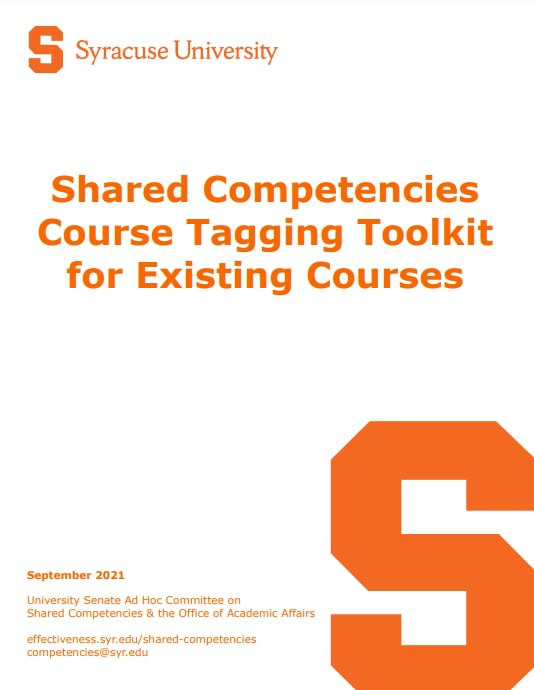 S Syracuse University
Shared Competencies
Course Tagging Toolkit
for Existing Courses
S
September 2021
University Senate Ad Hoc Committee on
Shared Competencies & the Office of Academic Affairs
effectiveness.syr.edu/shared-competencies
competencies@syr.edu